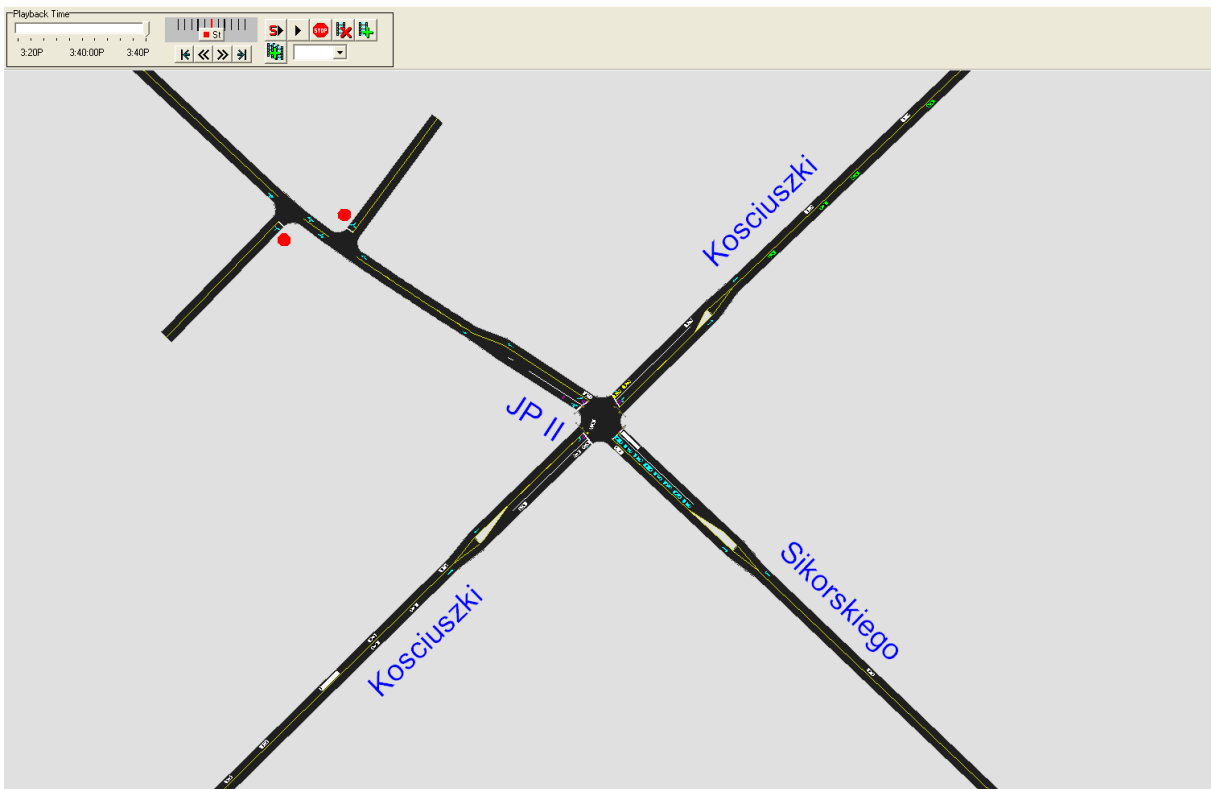 Playback Time
St
S
STOP
3:20P 3:40:00P 3:40P
Kosciuszki
JP II
Sikorskiego
Kosciuszki